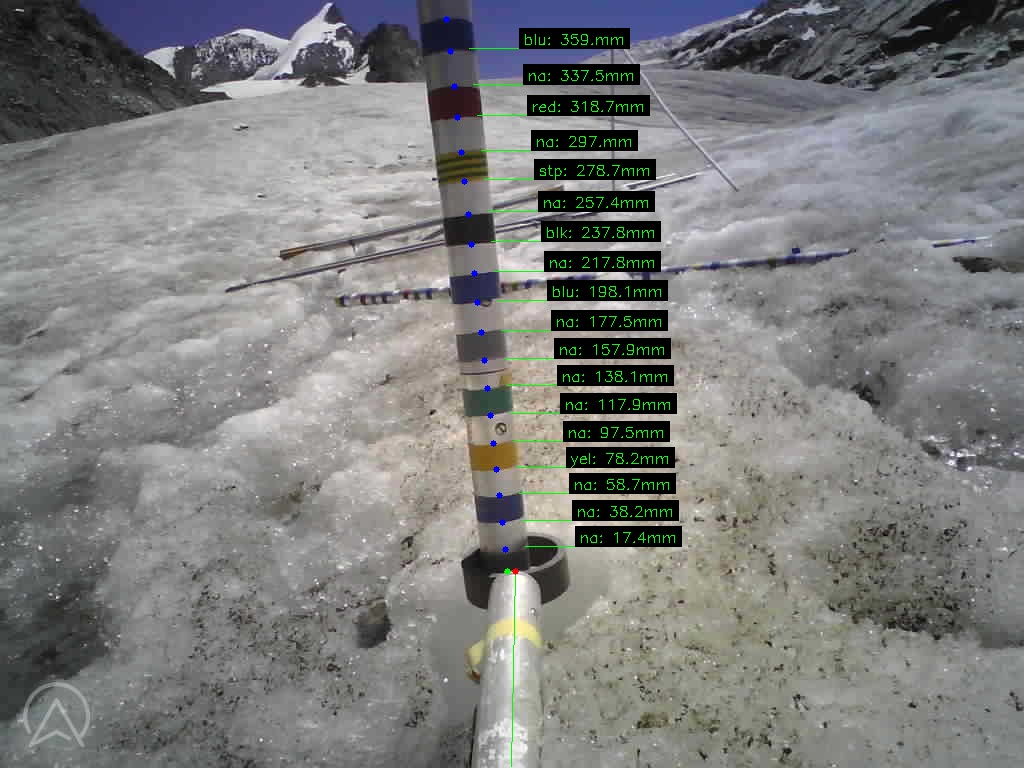 blu: 359.mm
na: 337.5mm
red: 318.7mm
na: 297.mm
stp: 278.7mm
na: 257.4mm
blk: 237.8mm
na: 217.8mm
blu: 198.1mm
na: 177.5mm
na: 157.9mm
na: 138.1mm
na: 117.9mm
na: 97.5mm
yel: 78.2mm
na: 58.7mm
na: 38.2mm
na: 17.4mm